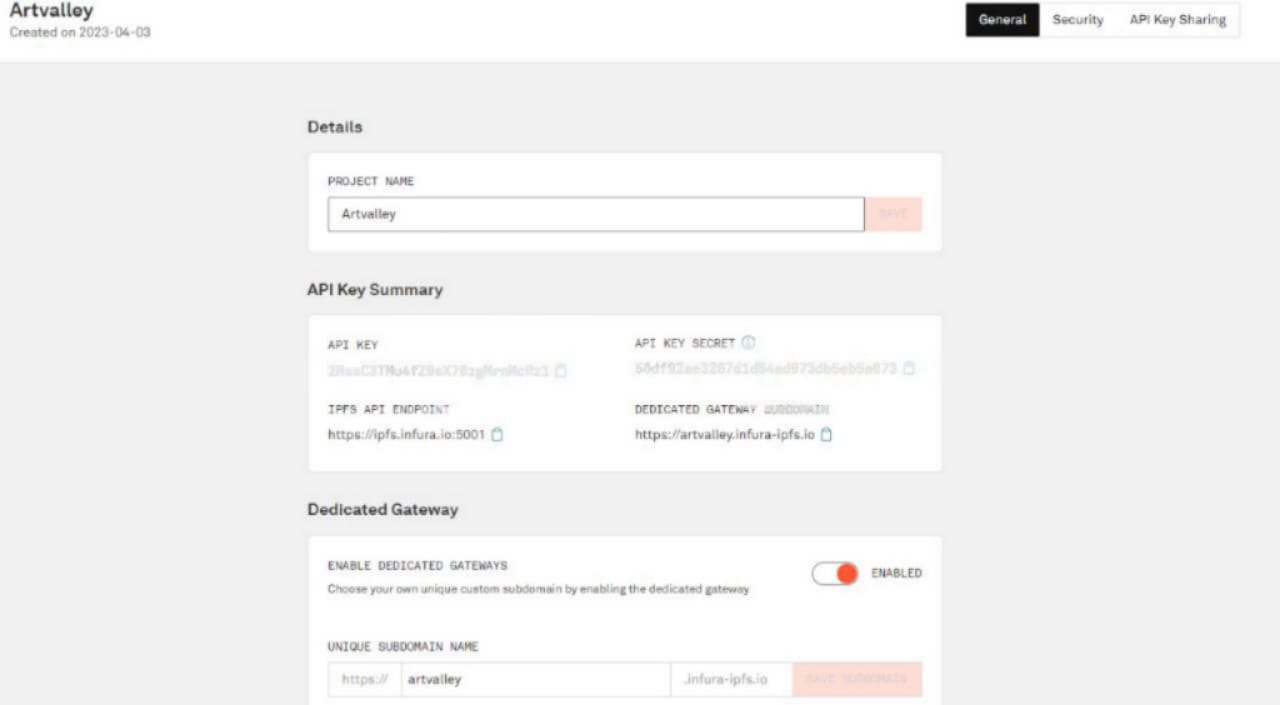 Artvalley
Created on 2023-04-03
General Security API Key Sharing
Details
PROJECT NAME
Artvalley SAVE
API Key Summary
API KEY
API KEY SECRET
IPFS API ENDPOINT
https://ipfs.infura.io:5001
DEDICATED GATEWAY SUBDOMAIN
https://artvalley.infura-ipfs.io
Dedicated Gateway
ENABLE DEDICATED GATEWAYS
ENABLED
Choose your own unique custom subdomain by enabling the dedicated gateway
UNIQUE SUBDOMAIN NAME
https:// artvalley .infura-ipfs.io SAVE SUBDOMAIN